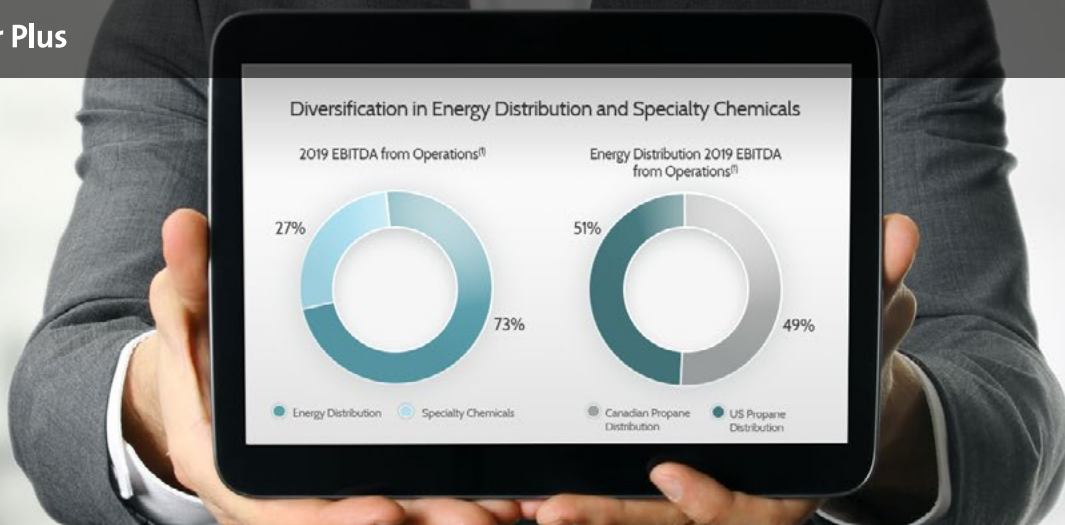 r Plus
Diversification in Energy Distribution and Specialty Chemicals
2019 EBITDA from Operations(1)
27%
73%
Energy Distribution
Specialty Chemicals
Energy Distribution 2019 EBITDA
from Operations(1)
51%
49%
Canadian Propane
Distribution
US Propane
Distribution